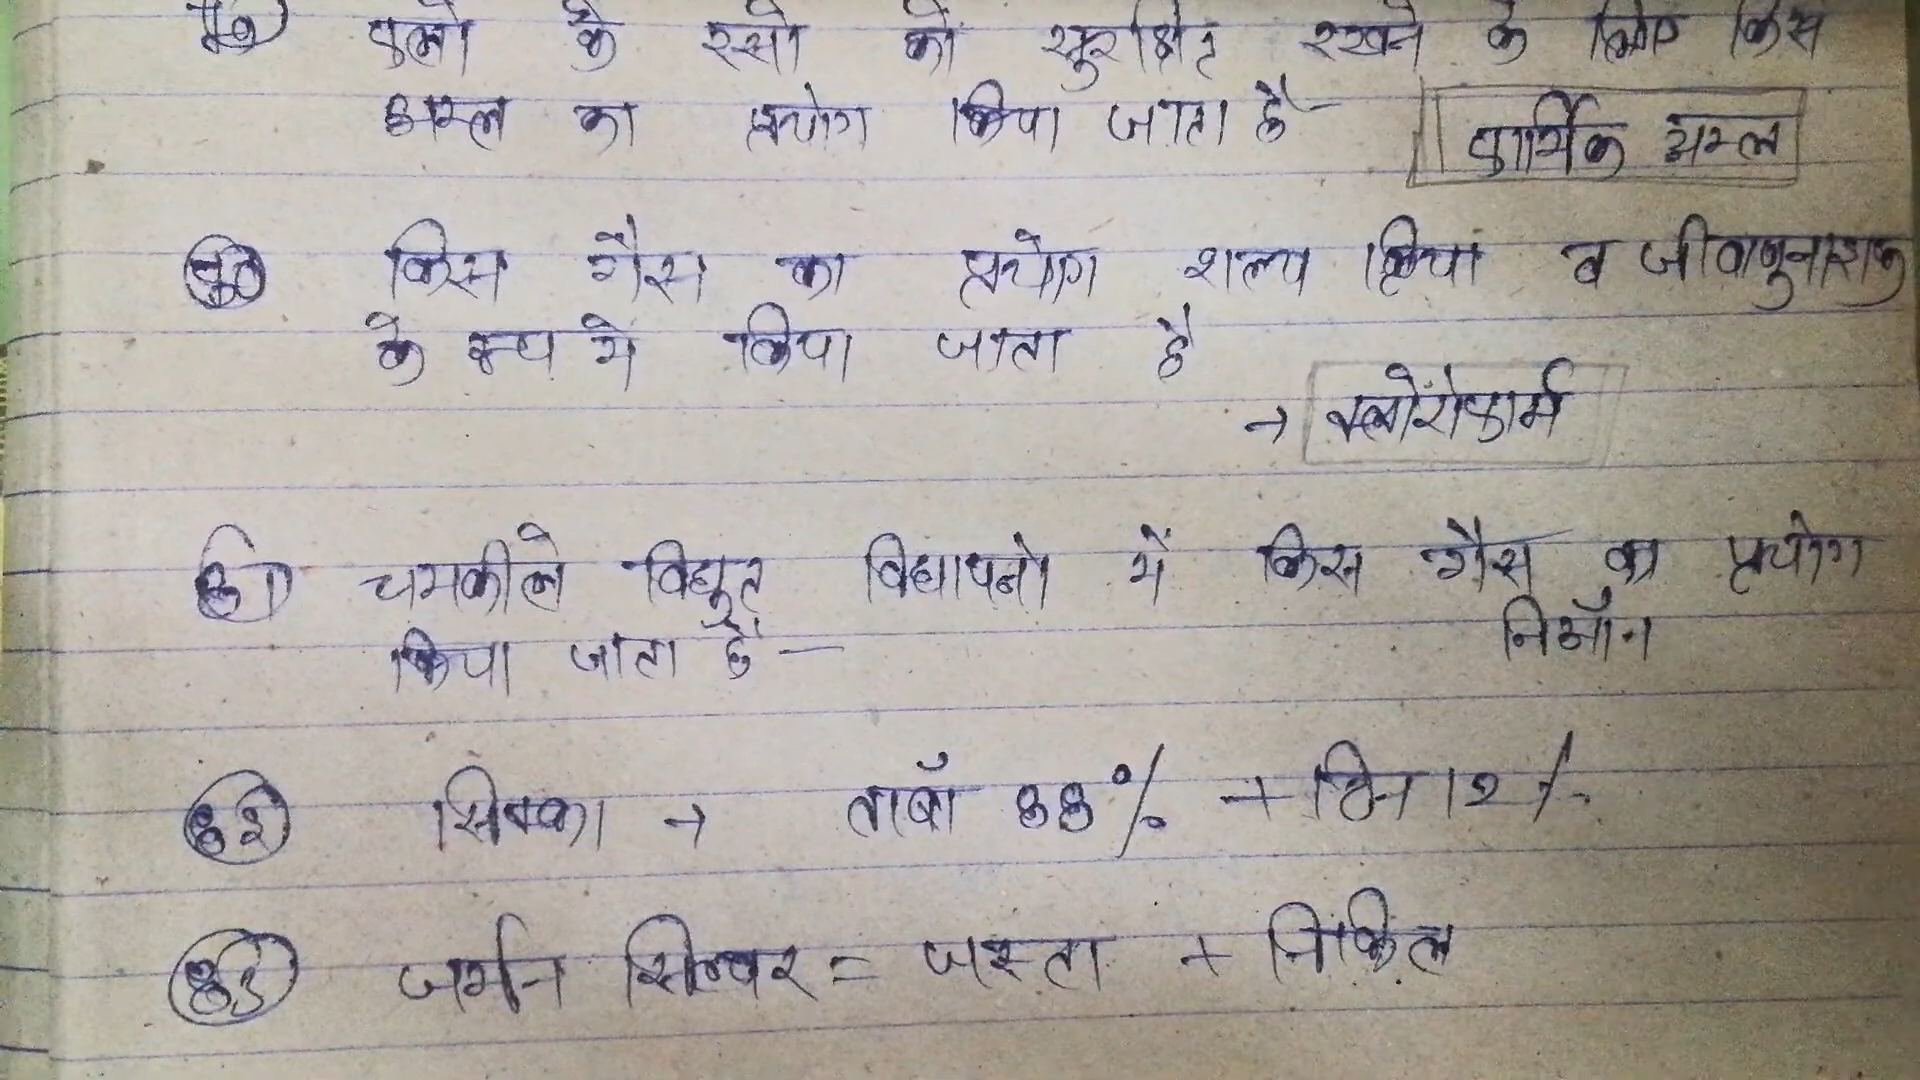 फलो के रसो को सुरक्षित रखने के लिए किस
अम्ल का प्रयोग किया जाता है -
फार्मिक अम्ल
किस गैस का प्रयोग शल्य क्रिया व जीवाणुनाशक
के रूप मे किया जाता है
→ क्लोरोफार्म
चमकीले विद्युत विज्ञापनो में किस गैस का प्रयोग
किया जाता है - निऑन
सिक्का → ताबाँ 88% + टिन 12%
जर्मन सिल्वर = जस्ता + निकिल